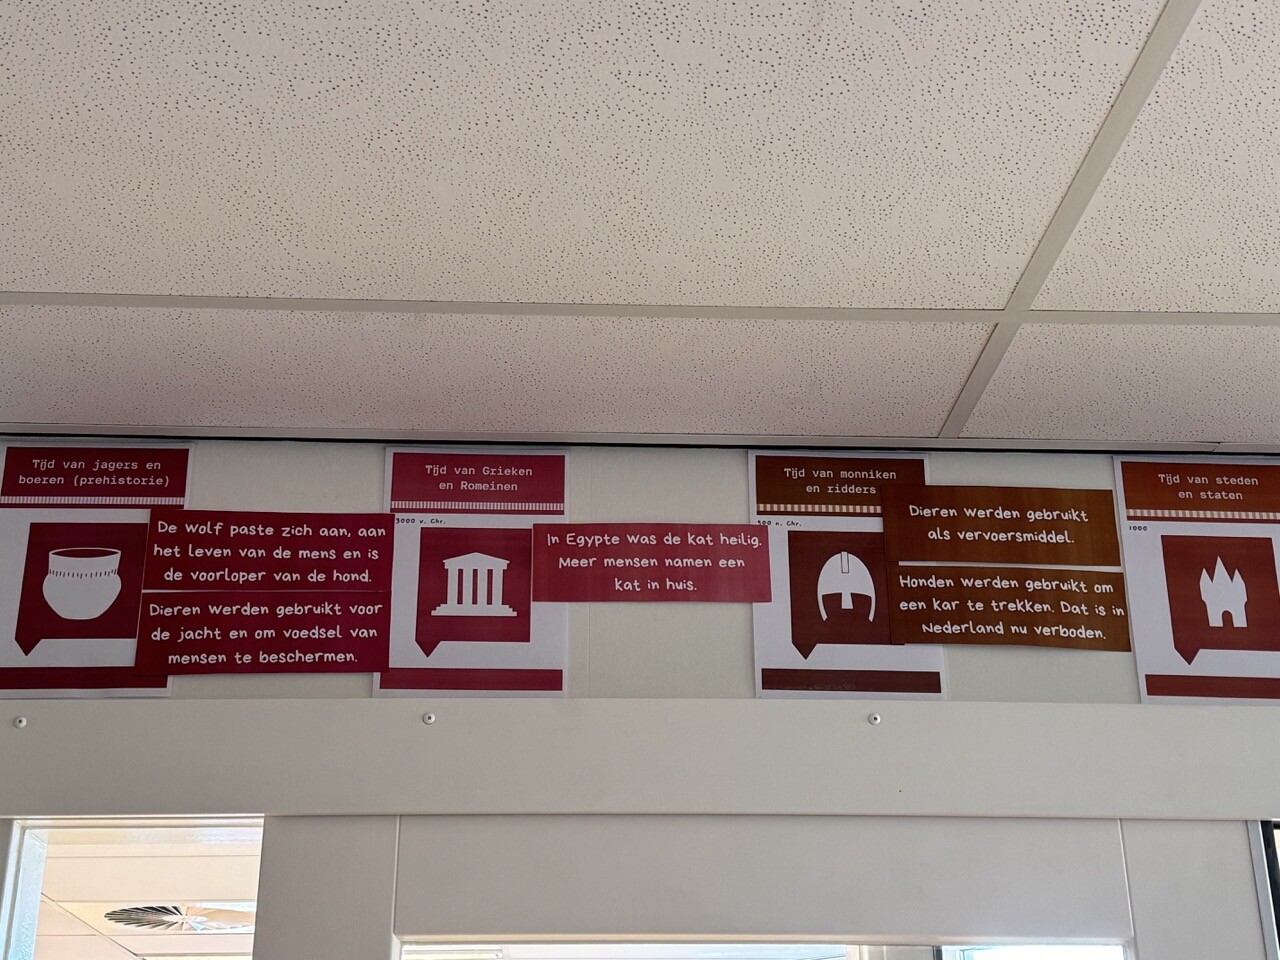 Tijd van jagers en
boeren (prehistorie)
De wolf paste zich aan, aan
het leven van de mens en is
de voorloper van de hond.
Dieren werden gebruikt voor
de jacht en om voedsel van
mensen te beschermen.
Tijd van Grieken
en Romeinen
3000 v. Chr.
In Egypte was de kat heilig.
Meer mensen namen een
kat in huis.
Tijd van monniken
en ridders
500 n. Chr.
Dieren werden gebruikt
als vervoersmiddel.
Honden werden gebruikt om
een kar te trekken. Dat is in
Nederland nu verboden.
Tijd van steden
en staten
1000